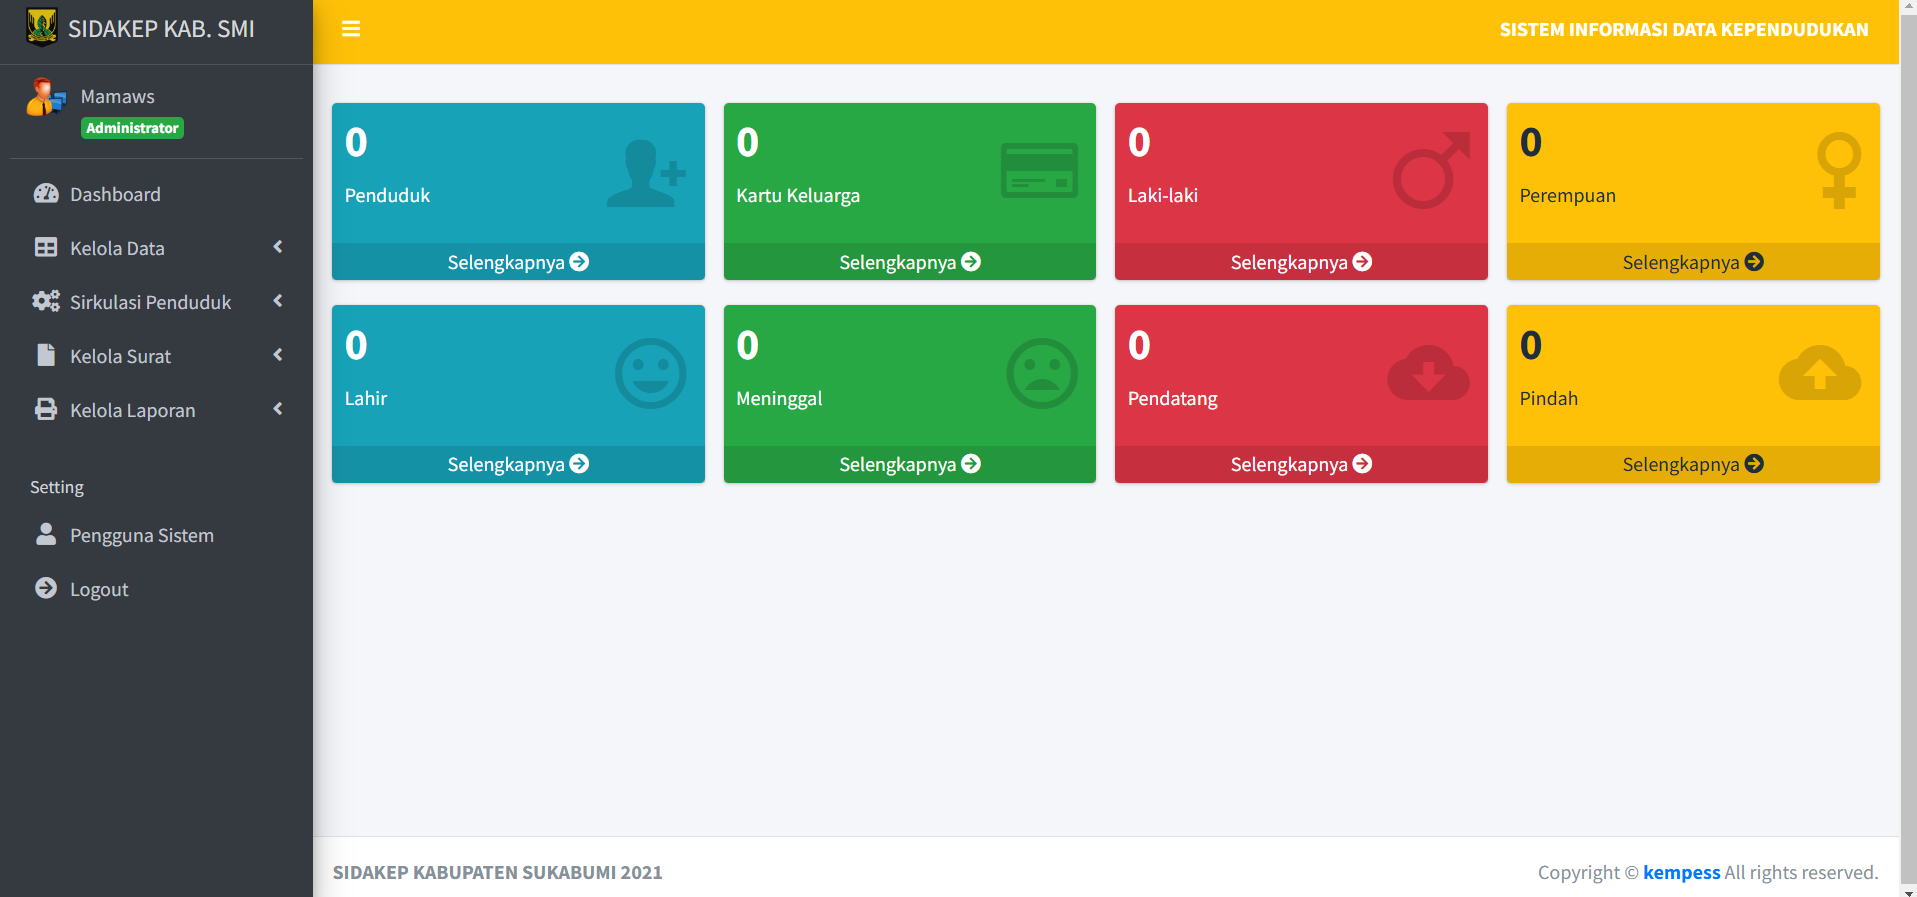 SIDAKEP KAB. SMI
SISTEM INFORMASI DATA KEPENDUDUKAN
Mamaws
Administrator
Dashboard
Kelola Data
Sirkulasi Penduduk
Kelola Surat
Kelola Laporan
Setting
Pengguna Sistem
Logout
0
Penduduk
Selengkapnya
0
Kartu Keluarga
Selengkapnya
0
Laki-laki
Selengkapnya
0
Perempuan
Selengkapnya
0
Lahir
Selengkapnya
0
Meninggal
Selengkapnya
0
Pendatang
Selengkapnya
0
Pindah
Selengkapnya
SIDAKEP KABUPATEN SUKABUMI 2021
Copyright © kempess All rights reserved.